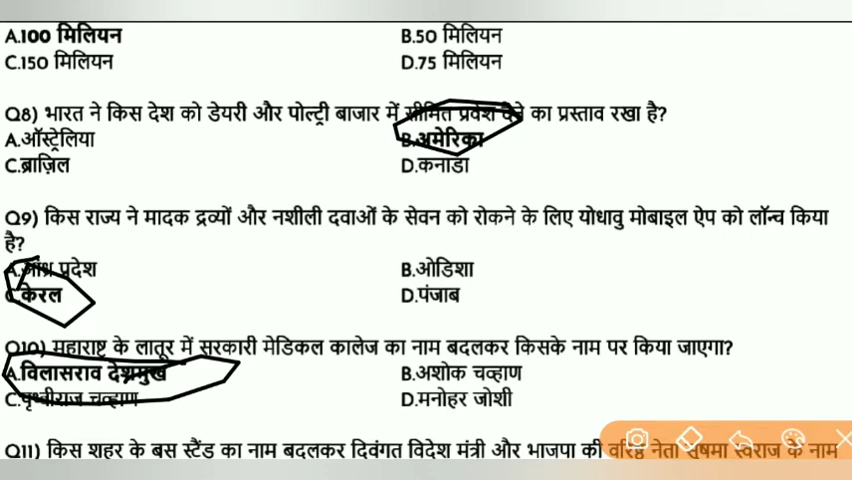 A.100 मिलियन B.50 मिलियन
C.150 मिलियन D.75 मिलियन
Q8) भारत ने किस देश को डेयरी और पोल्ट्री बाजार में सीमित प्रवेश देने का प्रस्ताव रखा है?
A.ऑस्ट्रेलिया B.अमेरिका
C.ब्राज़िल D.कनाडा
Q9) किस राज्य ने मादक द्रव्यों और नशीली दवाओं के सेवन को रोकने के लिए योधावु मोबाइल ऐप को लॉन्च किया
है?
A.आंध्र प्रदेश B.ओडिशा
C.केरल D.पंजाब
Q10) महाराष्ट्र के लातूर में सरकारी मेडिकल कालेज का नाम बदलकर किसके नाम पर किया जाएगा?
A.विलासराव देशमुख B.अशोक चव्हाण
C.पृथ्वीराज चव्हाण D.मनोहर जोशी
Q11) किस शहर के बस स्टैंड का नाम बदलकर दिवंगत विदेश मंत्री और भाजपा की वरिष्ठ नेता सुषमा स्वराज के नाम